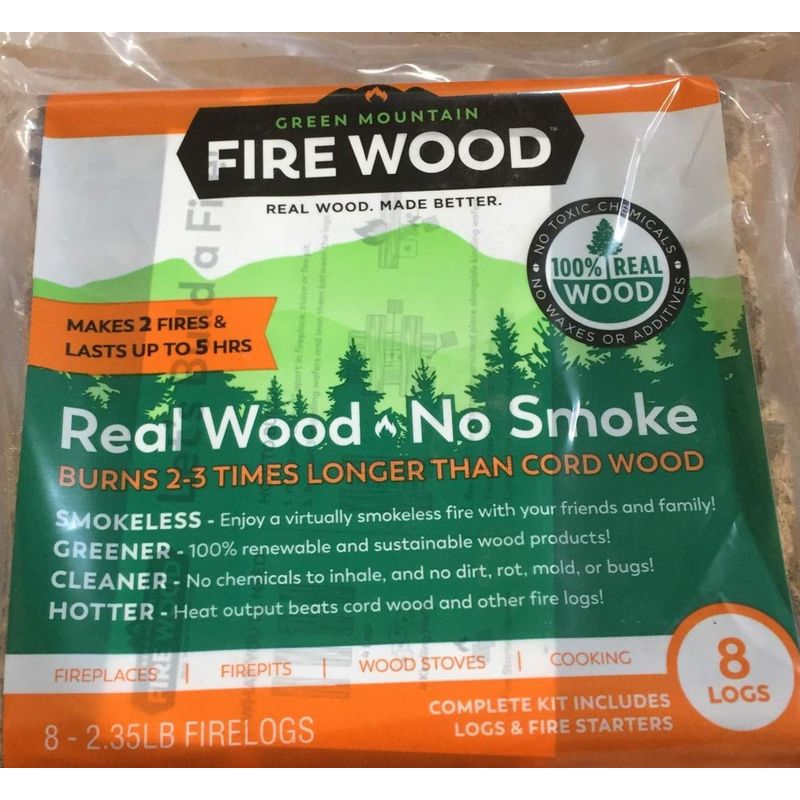 GREEN MOUNTAIN
FIRE WOOD™
REAL WOOD. MADE BETTER.
NO TOXIC CHEMICALS
100% REAL
WOOD
NO WAXES OR ADDITIVES
MAKES 2 FIRES &
LASTS UP TO 5 HRS
Let's Build a Fire
Real Wood No Smoke
BURNS 2-3 TIMES LONGER THAN CORD WOOD
SMOKELESS - Enjoy a virtually smokeless fire with your friends and family!
GREENER - 100% renewable and sustainable wood products!
CLEANER - No chemicals to inhale, and no dirt, rot, mold, or bugs!
HOTTER - Heat output beats cord wood and other fire logs!
FIREPLACES | FIREPITS | WOOD STOVES | COOKING
8
LOGS
COMPLETE KIT INCLUDES
LOGS & FIRE STARTERS
8 - 2.35LB FIRELOGS